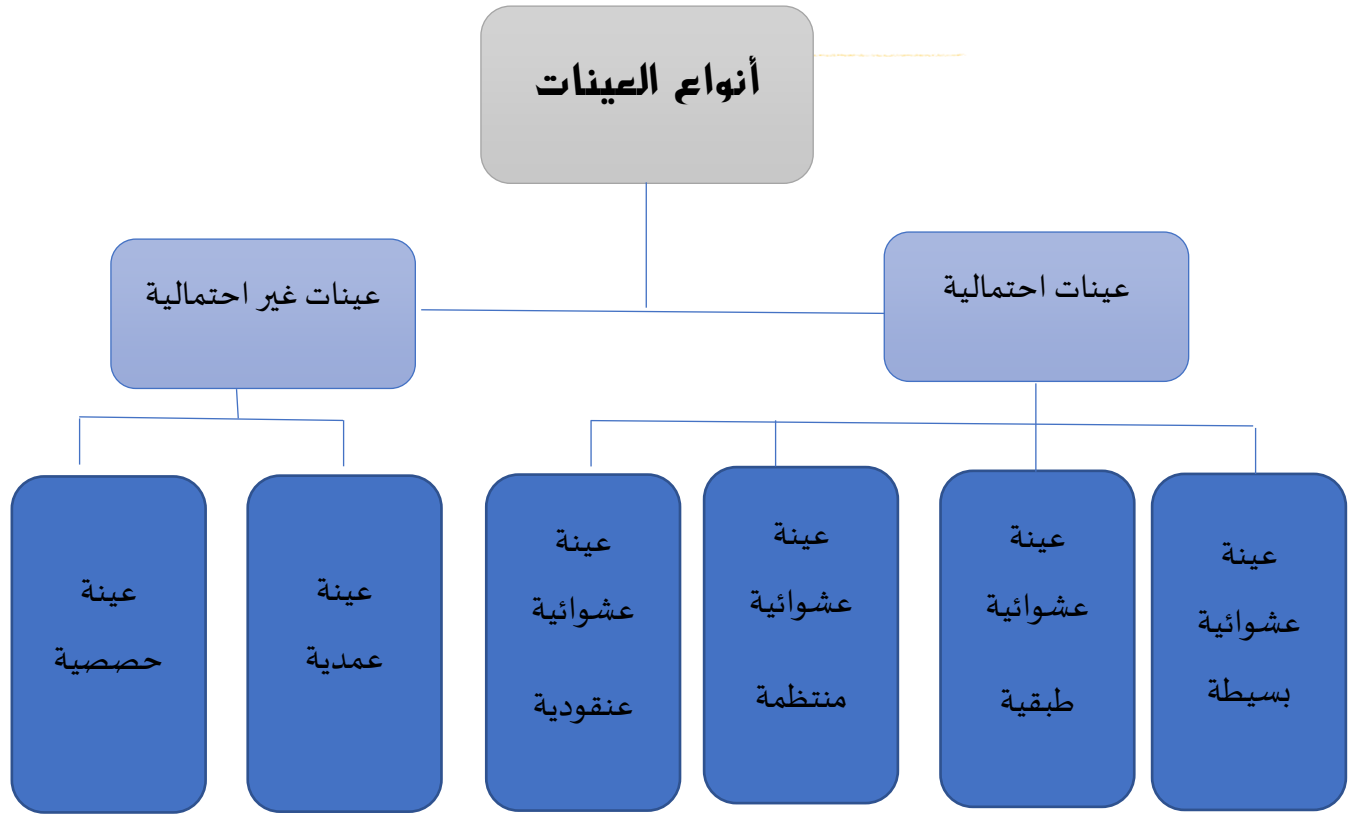 أنواع العينات
عينات احتمالية
عينات غير احتمالية
عينة
عشوائية
بسيطة
عينة
عشوائية
طبقية
عينة
عشوائية
منتظمة
عينة
عشوائية
عنقودية
عينة
عمدية
عينة
حصصية